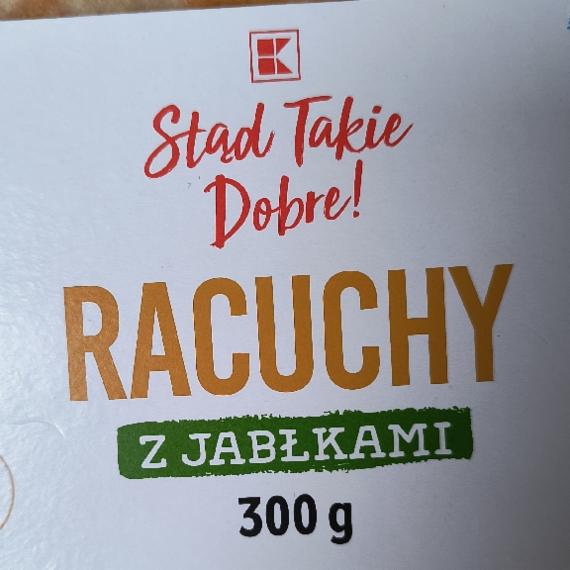 K
Stąd Takie
Dobre!
RACUCHY
Z JABŁKAMI
300 g